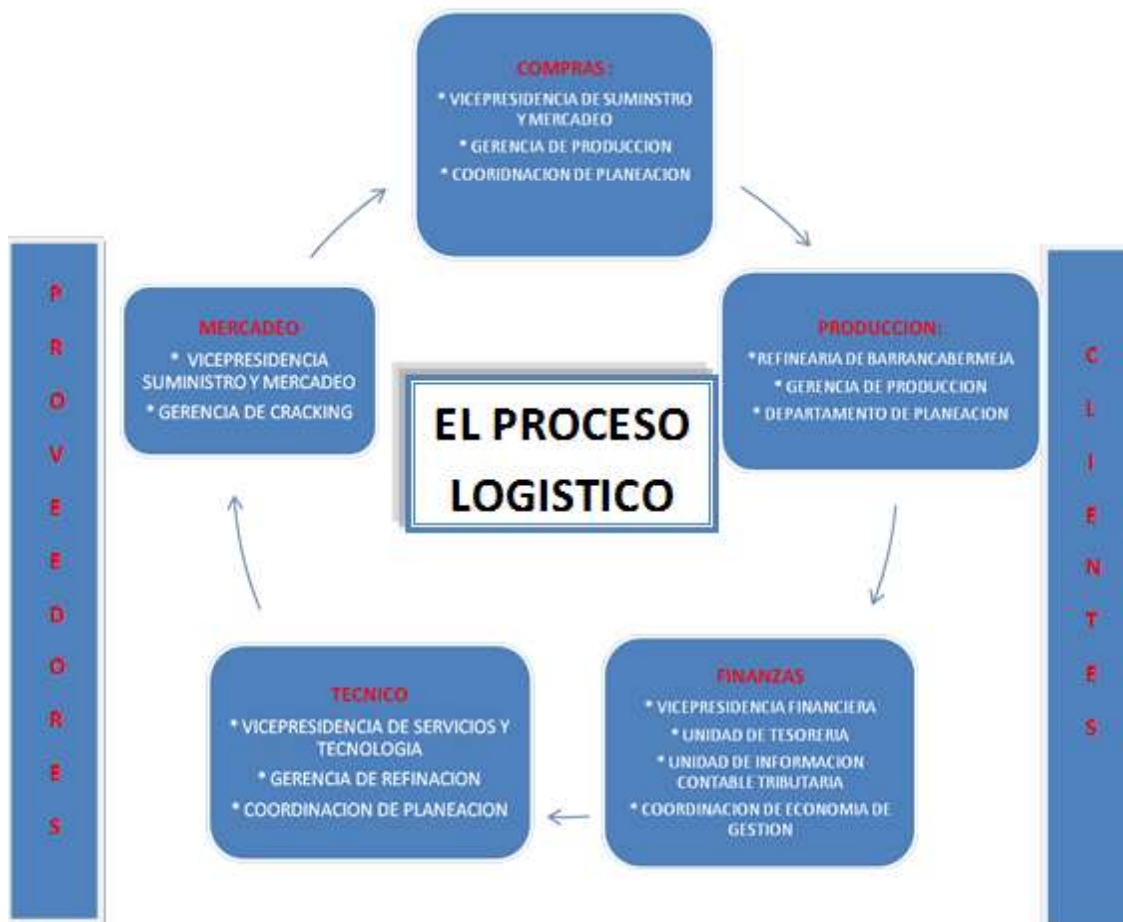 COMPRAS:
* VICEPRESIDENCIA DE SUMINSTRO
Y MERCADEO
* GERENCIA DE PRODUCCION
* COORIDNACION DE PLANEACION
PROVEEDORES
MERCADEO
* VICEPRESIDENCIA
SUMINISTRO Y MERCADEO
* GERENCIA DE CRACKING
EL PROCESO
LOGISTICO
PRODUCCION:
*REFINEARIA DE BARRANCABERMEJA
* GERENCIA DE PRODUCCION
* DEPARTAMENTO DE PLANEACION
CLIENTES
TECNICO
* VICEPRESIDENCIA DE SERVICIOS Y
TECNOLOGIA
* GERENCIA DE REFINACION
* COORDINACION DE PLANEACION
FINANZAS
* VICEPRESIDENCIA FINANCIERA
* UNIDAD DE TESORERIA
* UNIDAD DE INFORMACION
CONTABLE TRIBUTARIA
* COORDINACION DE ECONOMIA DE
GESTION